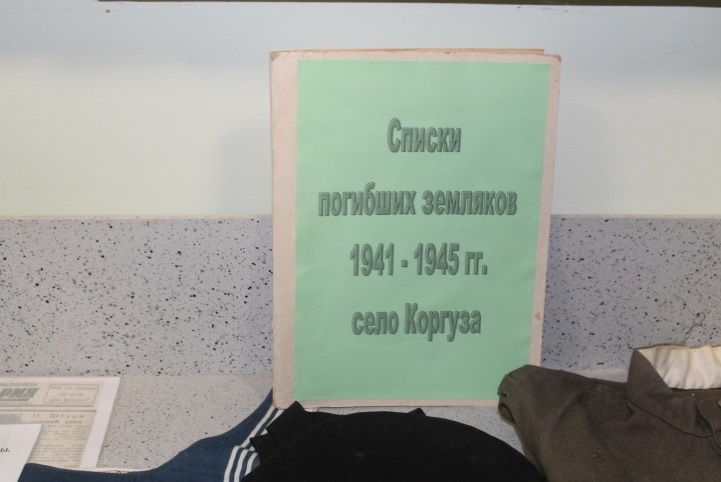 Списки
погибших земляков
1941 - 1945 гг.
село Коргуза